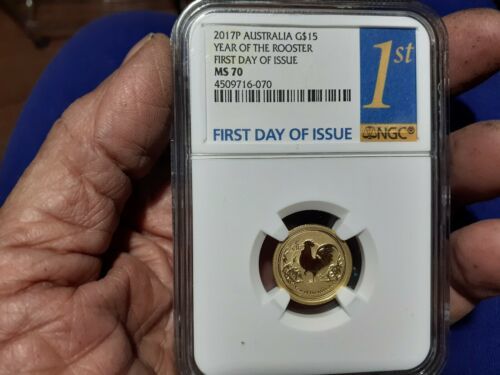 2017P AUSTRALIA G$15
YEAR OF THE ROOSTER
FIRST DAY OF ISSUE
MS 70
4509716-070
1st
FIRST DAY OF ISSUE
NGC®